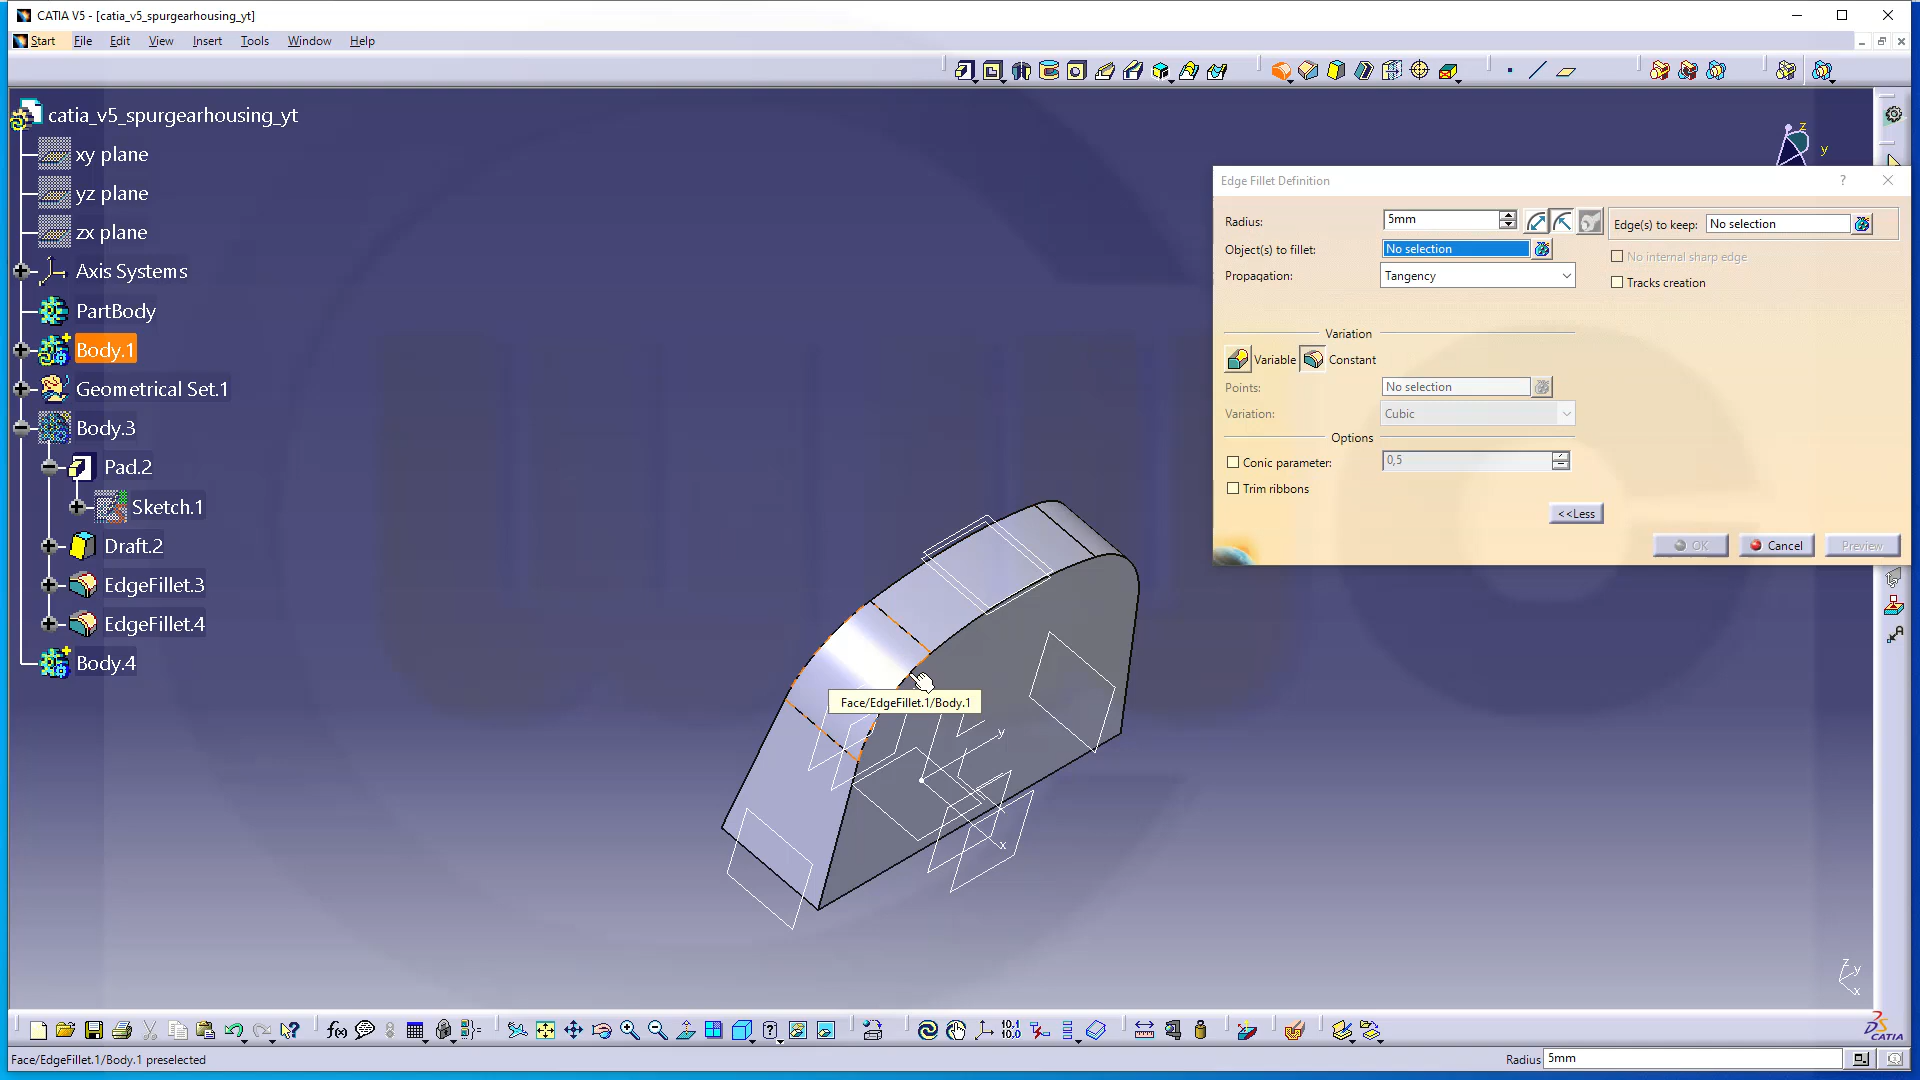 CATIA V5 - [catia_v5_spurgearhousing_yt]
Start File Edit View Insert Tools Window Help
catia_v5_spurgearhousing_yt
xy plane
yz plane
zx plane
Axis Systems
PartBody
Body.1
Geometrical Set.1
Body.3
Pad.2
Sketch.1
Draft.2
EdgeFillet.3
EdgeFillet.4
Body.4
z
y
Edge Fillet Definition ?
Radius: 5mm Edge(s) to keep: No selection
Object(s) to fillet: No selection No internal sharp edge
Propagation: Tangency Tracks creation
Variation
Variable Constant
Points: No selection
Variation: Cubic
Options
Conic parameter: 0,5
Trim ribbons
<<Less
OK Cancel Preview
Face/EdgeFillet.1/Body.1
y
x
z
y
x
f(x)
10.1
10.0
CATIA
Face/EdgeFillet.1/Body.1 preselected Radius 5mm